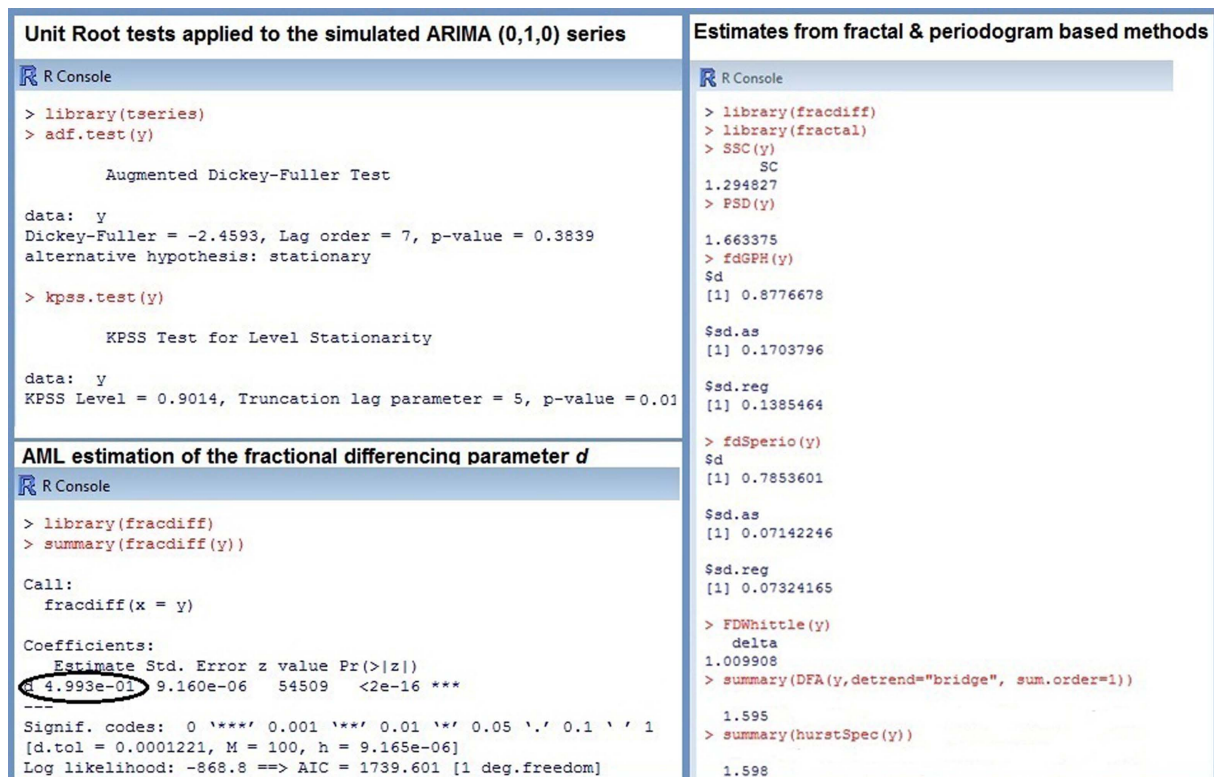 Unit Root tests applied to the simulated ARIMA (0,1,0) series
R Console
> library(tseries)
> adf.test(y)
Augmented Dickey-Fuller Test
data: y
Dickey-Fuller = -2.4593, Lag order = 7, p-value = 0.3839
alternative hypothesis: stationary
> kpss.test(y)
KPSS Test for Level Stationarity
data: y
KPSS Level = 0.9014, Truncation lag parameter = 5, p-value = 0.01
AML estimation of the fractional differencing parameter d
R Console
> library(fracdiff)
> summary(fracdiff(y))
Call:
fracdiff(x = y)
Coefficients:
Estimate Std. Error z value Pr(>|z|)
d 4.993e-01 9.160e-06 54509 <2e-16 ***
---
Signif. codes: 0 '***' 0.001 '**' 0.01 '*' 0.05 '.' 0.1 ' ' 1
[d.tol = 0.0001221, M = 100, h = 9.165e-06]
Log likelihood: -868.8 ==> AIC = 1739.601 [1 deg.freedom]
Estimates from fractal & periodogram based methods
R Console
> library(fracdiff)
> library(fractal)
> SSC(y)
SC
1.294827
> PSD(y)
1.663375
> fdGPH(y)
$d
[1] 0.8776678
$sd.as
[1] 0.1703796
$sd.reg
[1] 0.1385464
> fdSperio(y)
$d
[1] 0.7853601
$sd.as
[1] 0.07142246
$sd.reg
[1] 0.07324165
> FDWhittle(y)
delta
1.009908
> summary(DFA(y,detrend="bridge", sum.order=1))
1.595
> summary(hurstSpec(y))
1.598